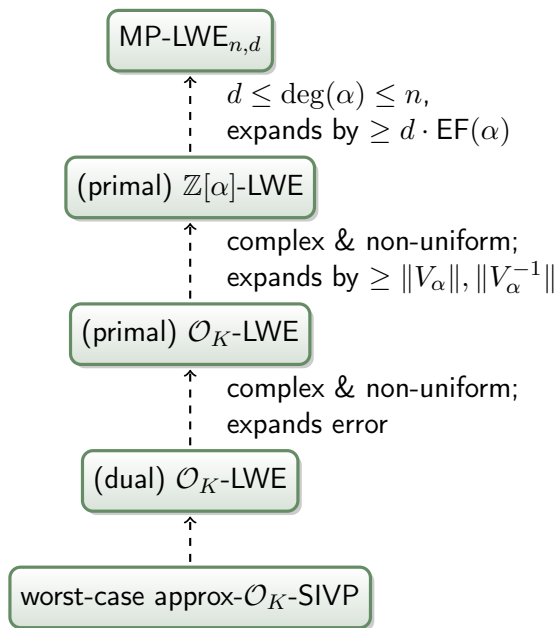 MP-LWEₙ,d
d ≤ deg(α) ≤ n,
expands by ≥ d · EF(α)
(primal) ℤ[α]-LWE
complex & non-uniform;
expands by ≥ ‖V_α‖, ‖V_α⁻¹‖
(primal) 𝒪_K-LWE
complex & non-uniform;
expands error
(dual) 𝒪_K-LWE
worst-case approx-𝒪_K-SIVP